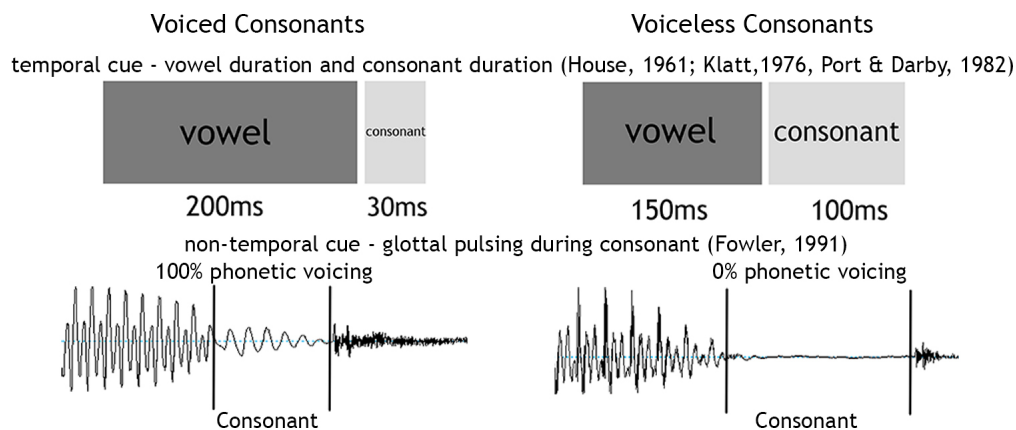 Voiced Consonants
Voiceless Consonants
temporal cue - vowel duration and consonant duration (House, 1961; Klatt,1976, Port & Darby, 1982)
vowel
consonant
vowel
consonant
200ms
30ms
150ms
100ms
non-temporal cue - glottal pulsing during consonant (Fowler, 1991)
100% phonetic voicing
0% phonetic voicing
Consonant
Consonant